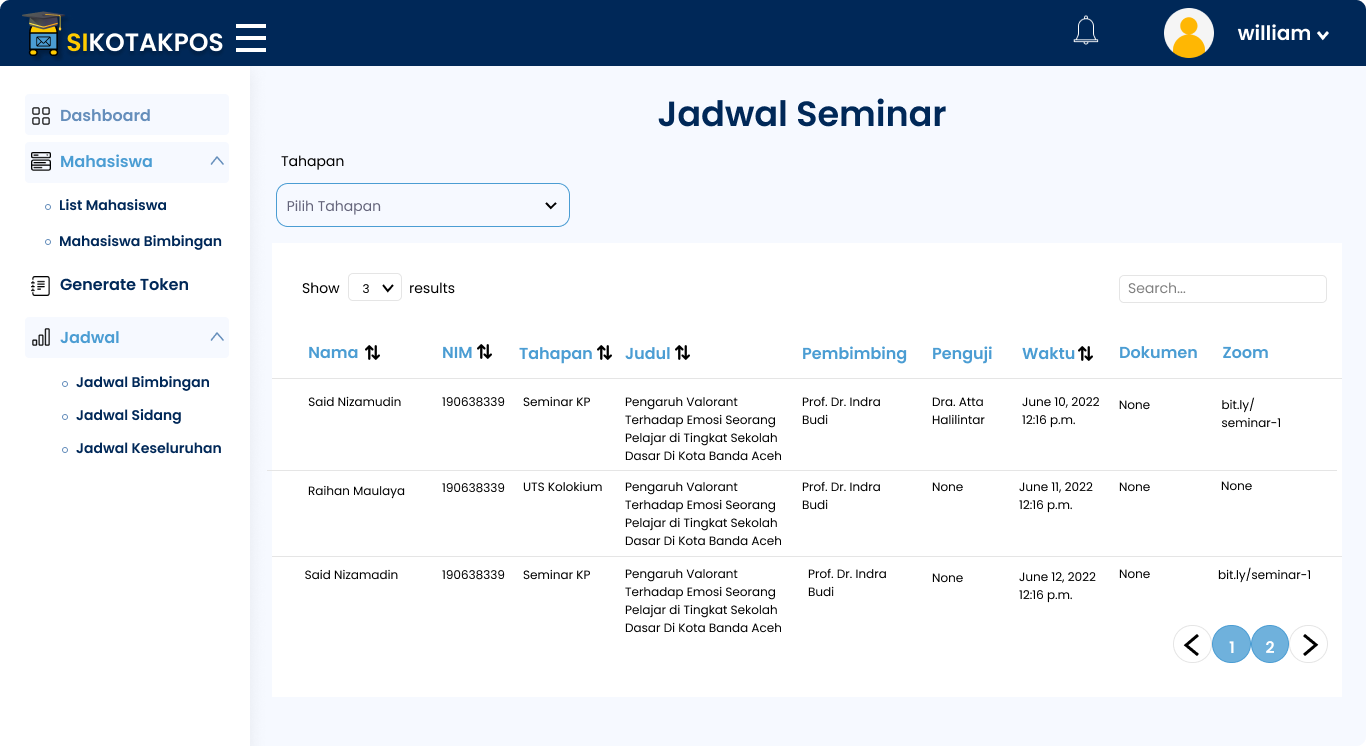 SIKOTAKPOS
william
Dashboard
Mahasiswa
List Mahasiswa
Mahasiswa Bimbingan
Generate Token
Jadwal
Jadwal Bimbingan
Jadwal Sidang
Jadwal Keseluruhan
Jadwal Seminar
Tahapan
Pilih Tahapan
Show 3 results
Search...
Nama NIM Tahapan Judul Pembimbing Penguji Waktu Dokumen Zoom
Said Nizamudin 190638339 Seminar KP Pengaruh Valorant Prof. Dr. Indra Dra. Atta June 10, 2022 None bit.ly/
Terhadap Emosi Seorang Budi Halilintar 12:16 p.m. seminar-1
Pelajar di Tingkat Sekolah
Dasar Di Kota Banda Aceh
Raihan Maulaya 190638339 UTS Kolokium Pengaruh Valorant Prof. Dr. Indra None June 11, 2022 None None
Terhadap Emosi Seorang Budi 12:16 p.m.
Pelajar di Tingkat Sekolah
Dasar Di Kota Banda Aceh
Said Nizamadin 190638339 Seminar KP Pengaruh Valorant Prof. Dr. Indra None June 12, 2022 None bit.ly/seminar-1
Terhadap Emosi Seorang Budi 12:16 p.m.
Pelajar di Tingkat Sekolah
Dasar Di Kota Banda Aceh
1 2